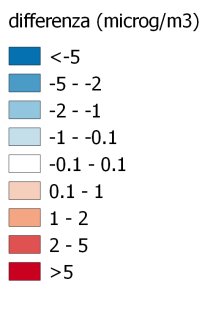 differenza (microg/m3)
<-5
-5 - -2
-2 - -1
-1 - -0.1
-0.1 - 0.1
0.1 - 1
1 - 2
2 - 5
>5